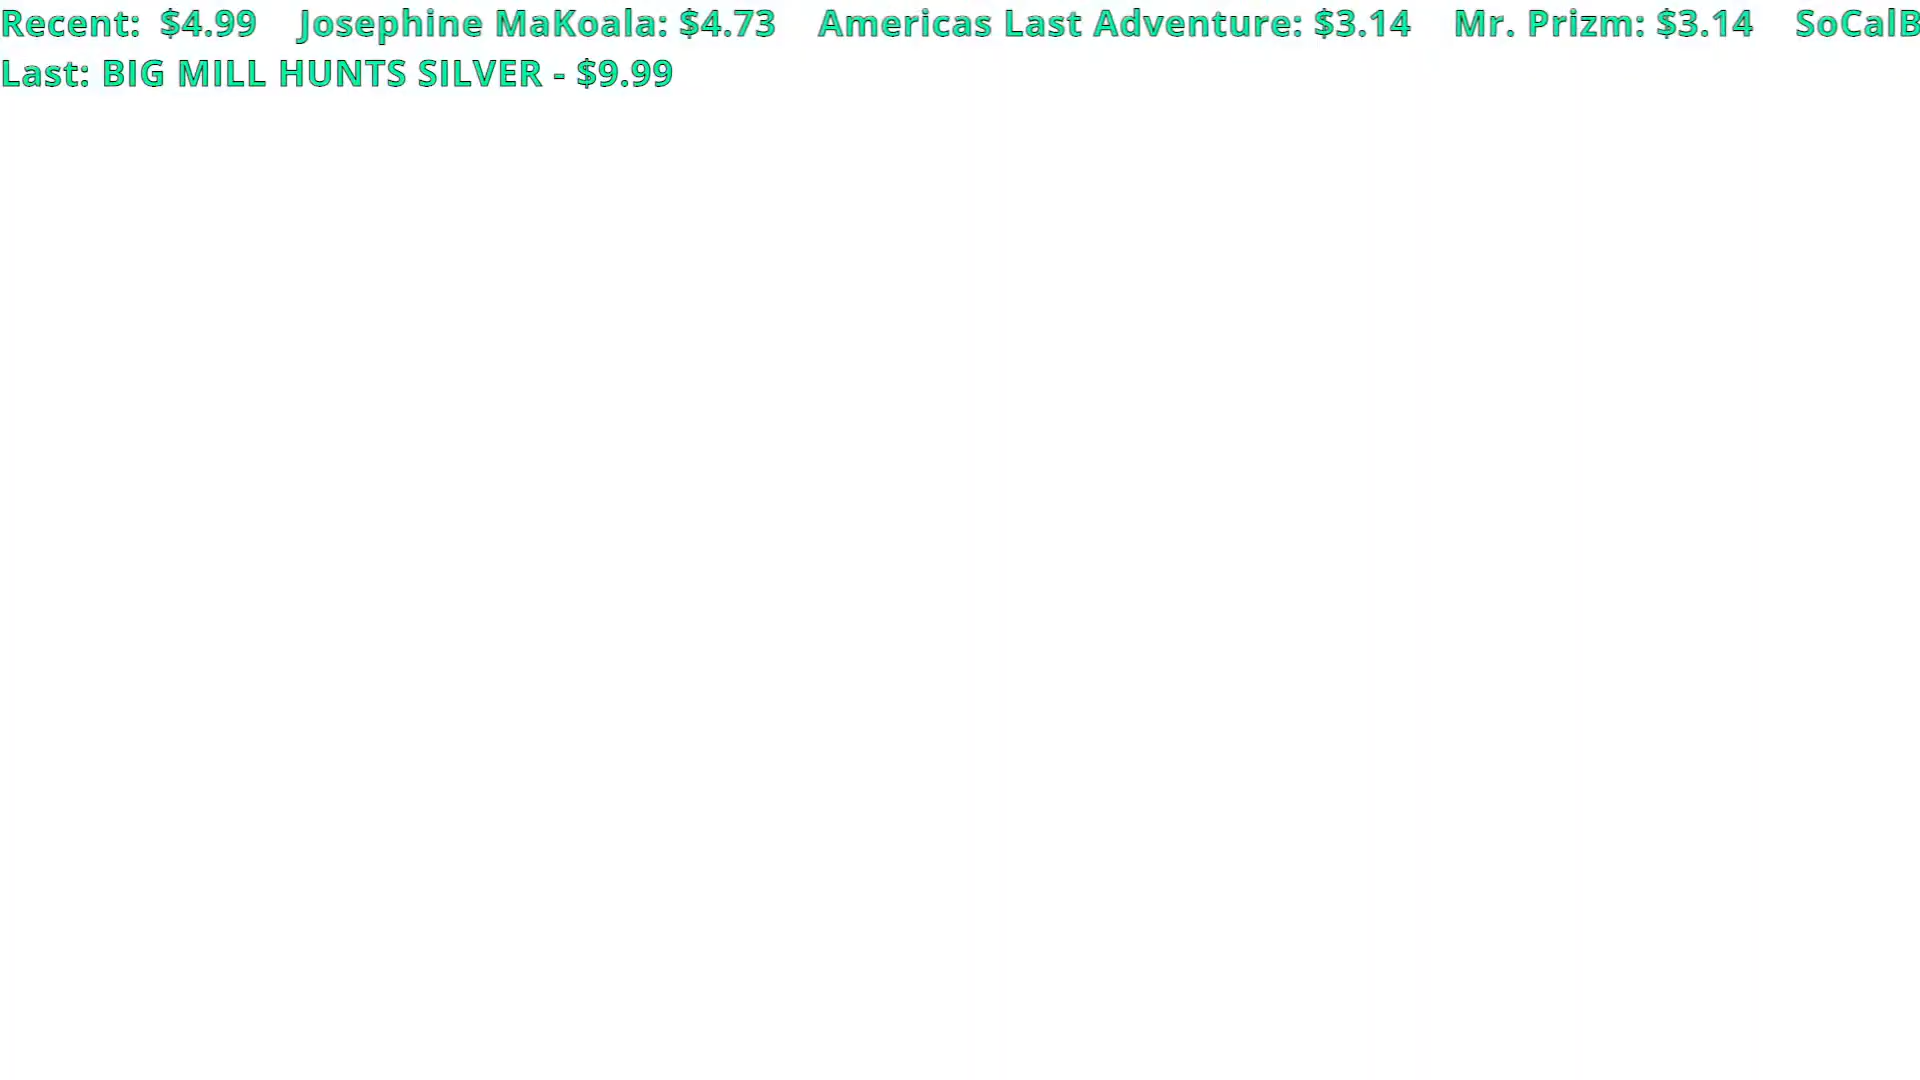 Recent:  $4.99    Josephine MaKoala: $4.73    Americas Last Adventure: $3.14    Mr. Prizm: $3.14    SoCalB
Last: BIG MILL HUNTS SILVER - $9.99